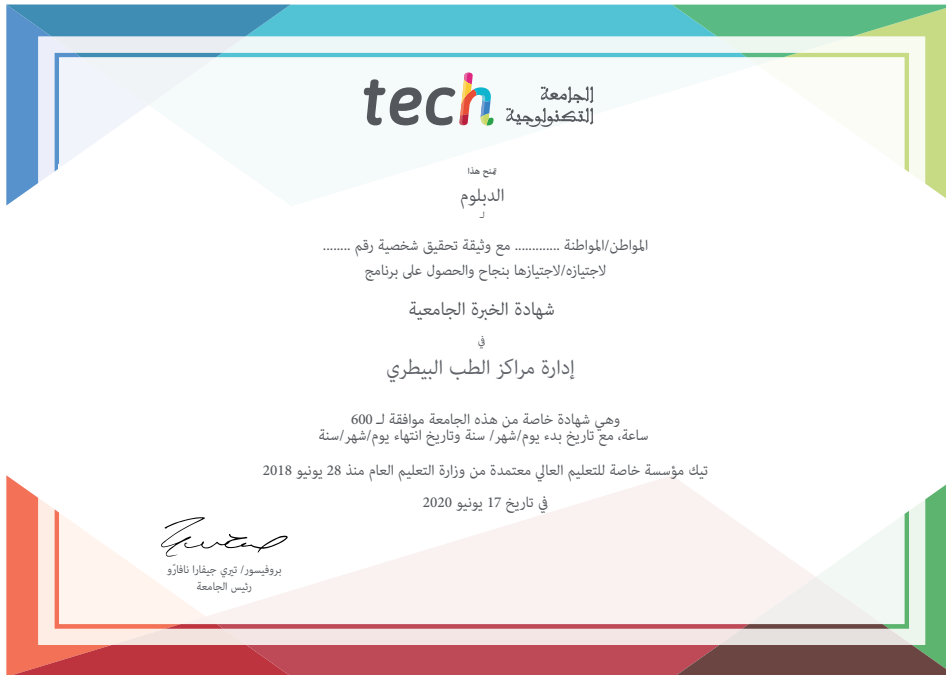 tech الجامعة
التكنولوجية
يمنح هذا
الدبلوم
لـ
المواطن/المواطنة ............ مع وثيقة تحقيق شخصية رقم ........
لاجتيازه/لاجتيازها بنجاح والحصول على برنامج
شهادة الخبرة الجامعية
في
إدارة مراكز الطب البيطري
وهي شهادة خاصة من هذه الجامعة موافقة لـ 600
ساعة، مع تاريخ بدء يوم/شهر/ سنة وتاريخ انتهاء يوم/شهر/سنة
تيك مؤسسة خاصة للتعليم العالي معتمدة من وزارة التعليم العام منذ 28 يونيو 2018
في تاريخ 17 يونيو 2020
بروفيسور/ تيري جيفارا نافارّو
رئيس الجامعة